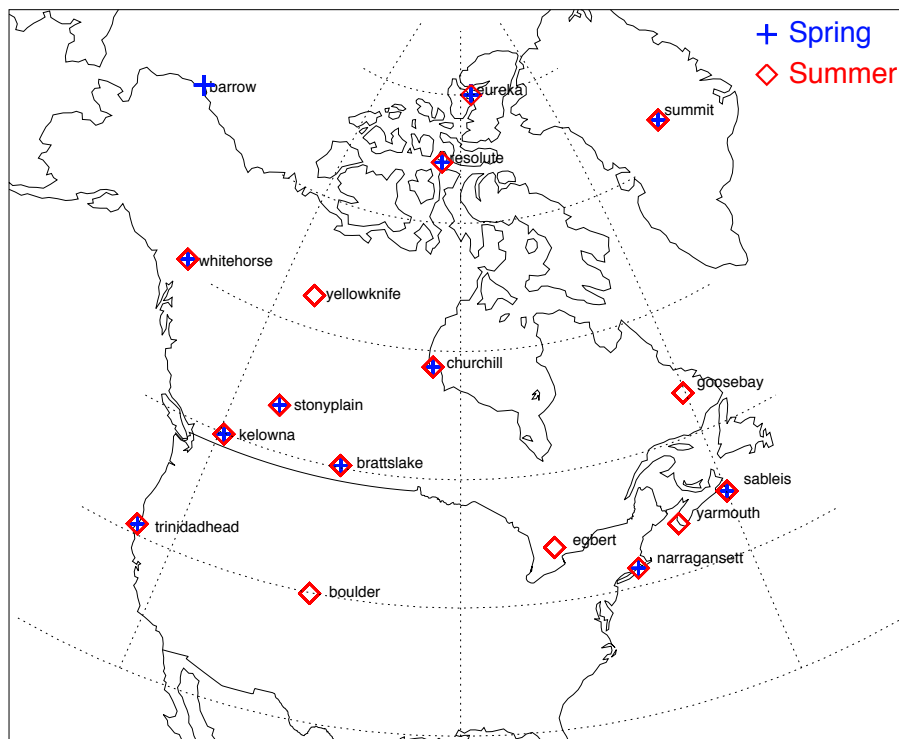 Spring
Summer
barrow
eureka
summit
resolute
whitehorse
yellowknife
churchill
goosebay
stonyplain
kelowna
brattslake
sableis
yarmouth
trinidadhead
egbert
narragansett
boulder